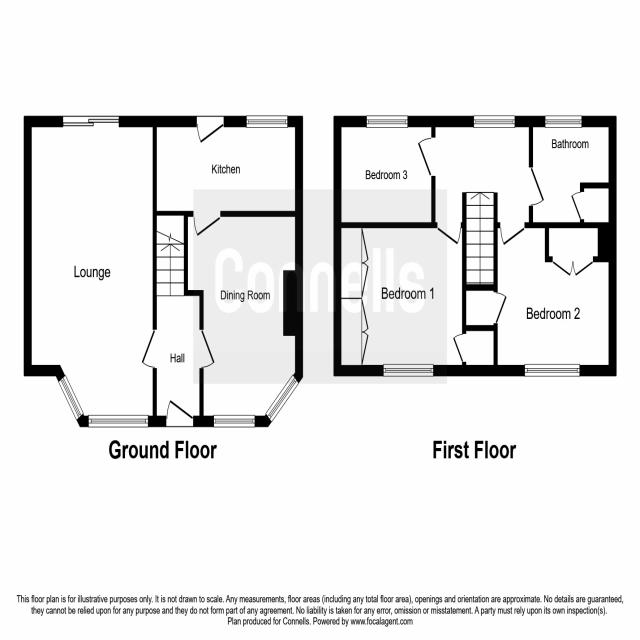 Kitchen
Lounge
Dining Room
Hall
Connells
Bedroom 3
Bathroom
Bedroom 1
Bedroom 2
Ground Floor
First Floor
This floor plan is for illustrative purposes only. It is not drawn to scale. Any measurements, floor areas (including any total floor area), openings and orientation are approximate. No details are guaranteed,
they cannot be relied upon for any purpose and they do not form part of any agreement. No liability is taken for any error, omission or misstatement. A party must rely upon its own inspection(s).
Plan produced for Connells. Powered by www.focalagent.com